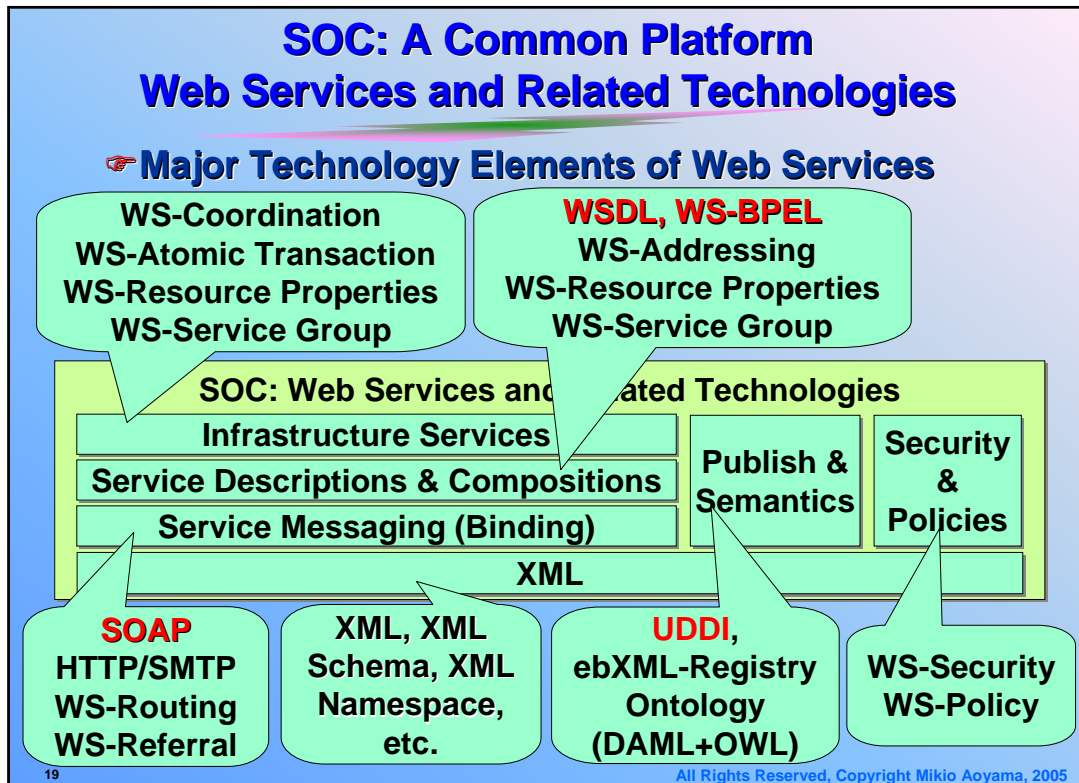 SOC: A Common Platform
Web Services and Related Technologies
☞Major Technology Elements of Web Services
WS-Coordination
WS-Atomic Transaction
WS-Resource Properties
WS-Service Group
WSDL, WS-BPEL
WS-Addressing
WS-Resource Properties
WS-Service Group
SOC: Web Services and ated Technologies
Infrastructure Services
Service Descriptions & Compositions
Service Messaging (Binding)
Publish &
Semantics
Security
&
Policies
XML
SOAP
HTTP/SMTP
WS-Routing
WS-Referral
XML, XML
Schema, XML
Namespace,
etc.
UDDI,
ebXML-Registry
Ontology
(DAML+OWL)
WS-Security
WS-Policy
19
All Rights Reserved, Copyright Mikio Aoyama, 2005